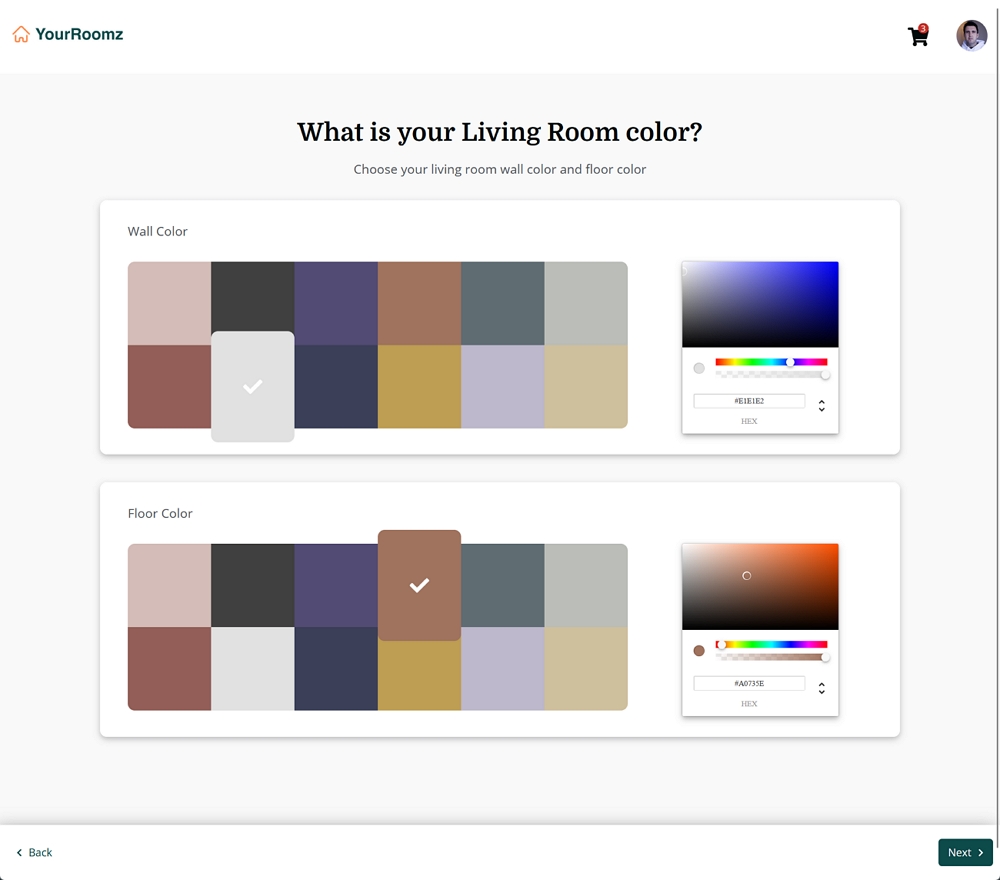 YourRoomz
3
What is your Living Room color?
Choose your living room wall color and floor color
Wall Color
#E1E1E2
HEX
Floor Color
#A0735E
HEX
Back
Next